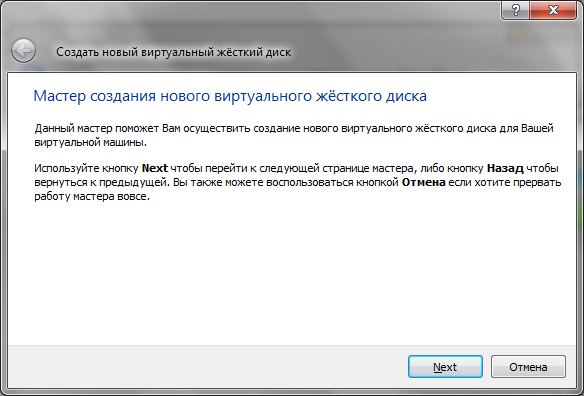 Создать новый виртуальный жёсткий диск
Мастер создания нового виртуального жёсткого диска
Данный мастер поможет Вам осуществить создание нового виртуального жёсткого диска для Вашей
виртуальной машины.
Используйте кнопку Next чтобы перейти к следующей странице мастера, либо кнопку Назад чтобы
вернуться к предыдущей. Вы также можете воспользоваться кнопкой Отмена если хотите прервать
работу мастера вовсе.
Next
Отмена